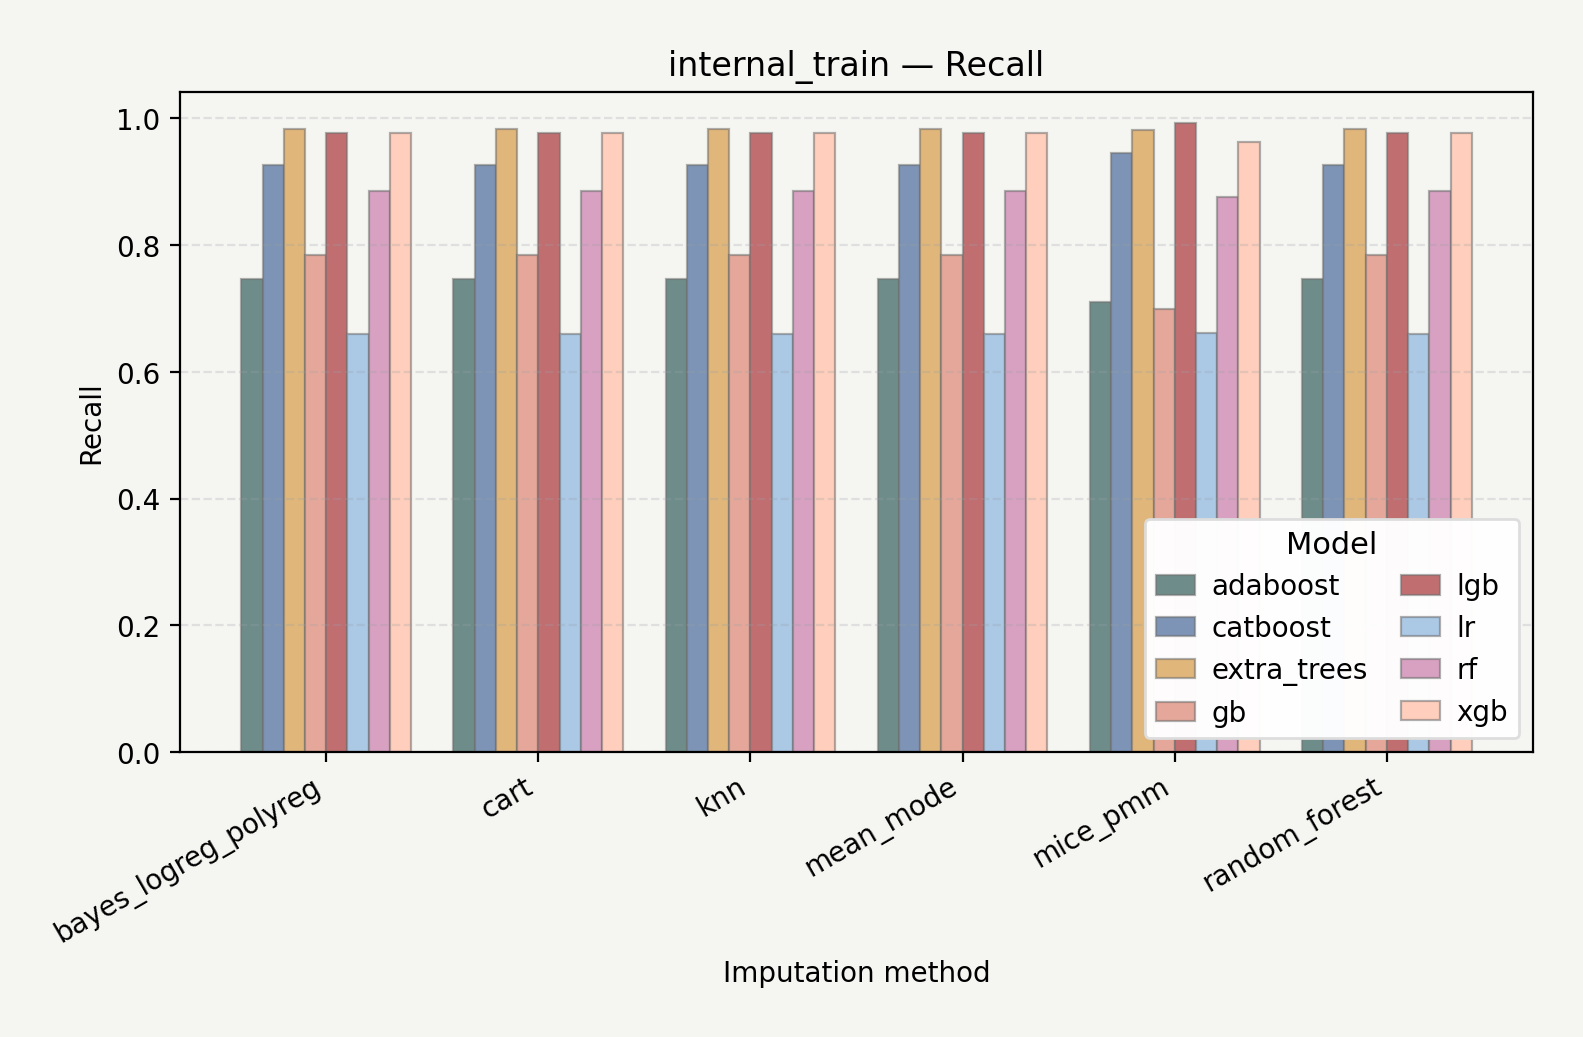 internal_train — Recall
1.0
0.8
0.6
0.4
0.2
0.0
Recall
Model
adaboost
catboost
extra_trees
gb
lgb
lr
rf
xgb
bayes_logreg_polyreg
cart
knn
mean_mode
mice_pmm
random_forest
Imputation method